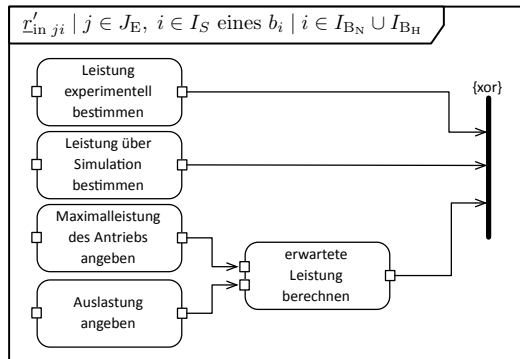 r′in ji | j ∈ JE, i ∈ IS eines bi | i ∈ IBN ∪ IBH
{xor}
Leistung
experimentell
bestimmen
Leistung über
Simulation
bestimmen
Maximalleistung
des Antriebs
angeben
erwartete
Leistung
berechnen
Auslastung
angeben